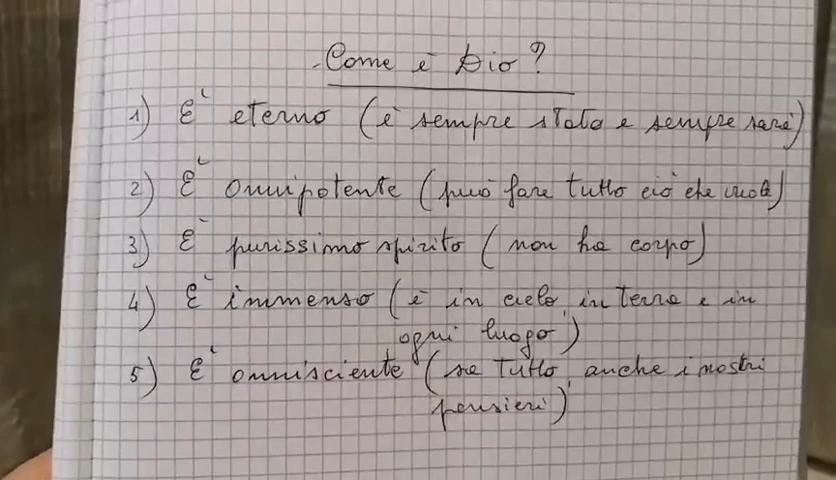 Come è Dio?
1) E' eterno (è sempre stato e sempre sarà)
2) E' onnipotente (può fare tutto ciò che vuole)
3) E' purissimo spirito (non ha corpo)
4) E' immenso (è in cielo, in terra e in
ogni luogo)
5) E' onnisciente (sa tutto, anche i nostri
pensieri)